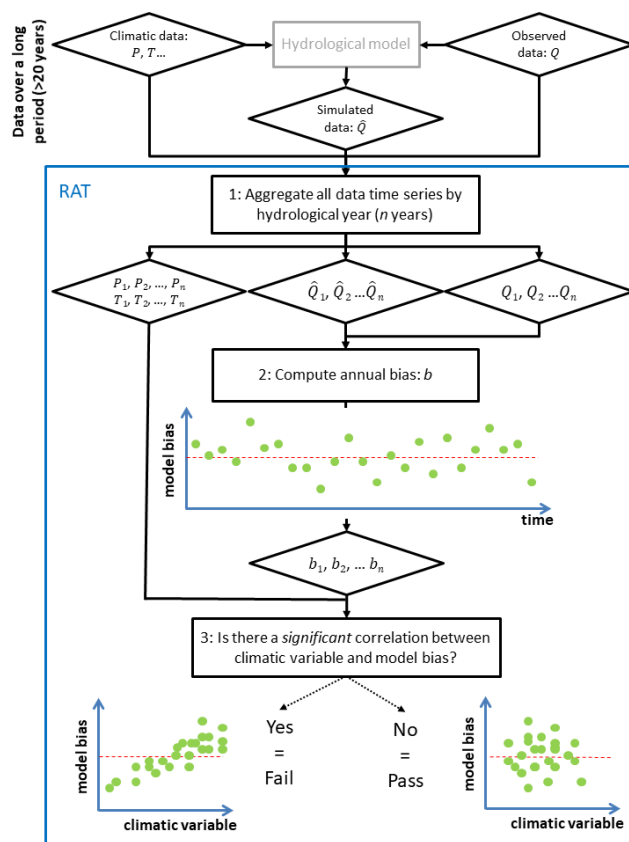 Data over a long
period (>20 years)
Climatic data:
P, T…
Hydrological model
Observed
data: Q
Simulated
data: Q̂
RAT
1: Aggregate all data time series by
hydrological year (n years)
P₁, P₂, …, Pₙ
T₁, T₂, …, Tₙ
Q̂₁, Q̂₂ … Q̂ₙ
Q₁, Q₂ … Qₙ
2: Compute annual bias: b
model bias
time
b₁, b₂, … bₙ
3: Is there a significant correlation between
climatic variable and model bias?
model bias
climatic variable
Yes
=
Fail
No
=
Pass
model bias
climatic variable